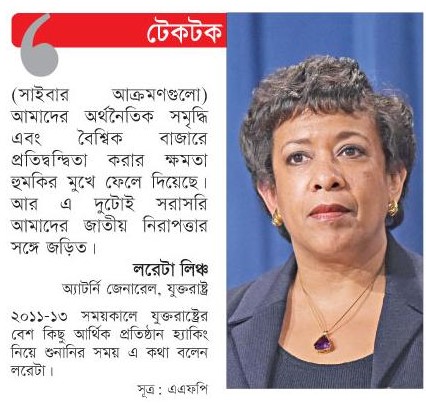 টেকটক
(সাইবার আক্রমণগুলো)
আমাদের অর্থনৈতিক সমৃদ্ধি
এবং বৈশ্বিক বাজারে
প্রতিদ্বন্দ্বিতা করার ক্ষমতা
হুমকির মুখে ফেলে দিয়েছে।
আর এ দুটোই সরাসরি
আমাদের জাতীয় নিরাপত্তার
সঙ্গে জড়িত।
লরেটা লিঞ্চ
অ্যাটর্নি জেনারেল, যুক্তরাষ্ট্র
২০১১-১৩ সময়কালে যুক্তরাষ্ট্রের
বেশ কিছু আর্থিক প্রতিষ্ঠান হ্যাকিং
নিয়ে শুনানির সময় এ কথা বলেন
লরেটা।
সূত্র : এএফপি